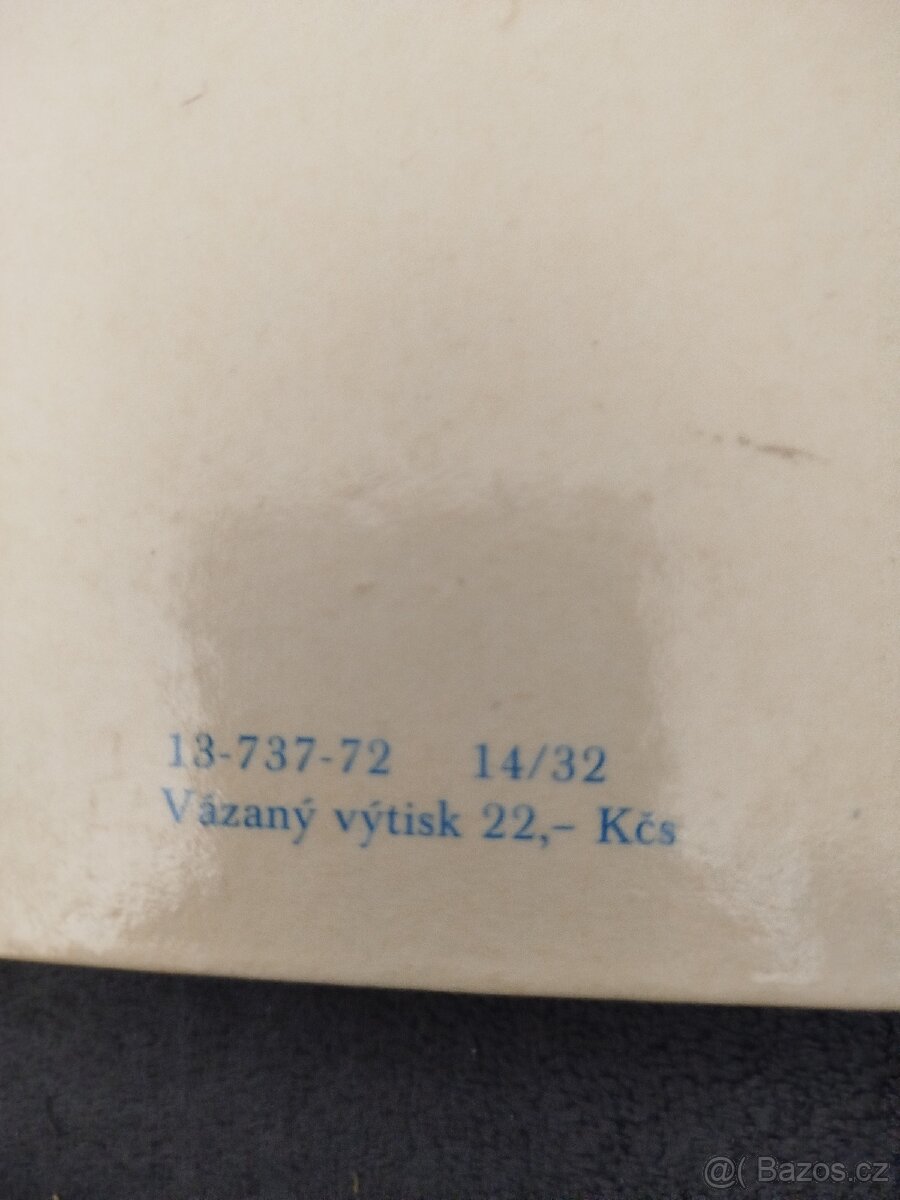 13-737-72 14/32
Vázaný výtisk 22,– Kčs
@( Bazos.cz